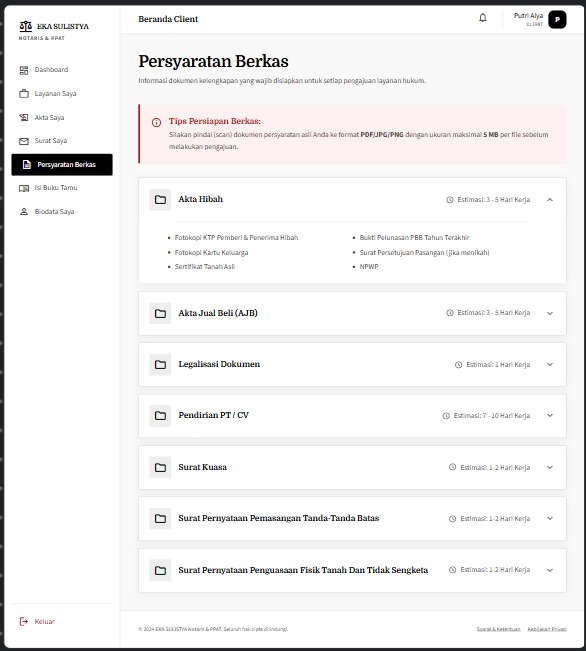 EKA SULISTYA
NOTARIS & PPAT
Dashboard
Layanan Saya
Akta Saya
Surat Saya
Persyaratan Berkas
Isi Buku Tamu
Biodata Saya
Keluar
Beranda Client
Putri Alya
CLIENT
P
Persyaratan Berkas
Informasi dokumen kelengkapan yang wajib disiapkan untuk setiap pengajuan layanan hukum.
Tips Persiapan Berkas:
Silakan pindai (scan) dokumen persyaratan asli Anda ke format PDF/JPG/PNG dengan ukuran maksimal 5 MB per file sebelum
melakukan pengajuan.
Akta Hibah
Estimasi: 3 - 5 Hari Kerja
Fotokopi KTP Pemberi & Penerima Hibah
Fotokopi Kartu Keluarga
Sertifikat Tanah Asli
Bukti Pelunasan PBB Tahun Terakhir
Surat Persetujuan Pasangan (jika menikah)
NPWP
Akta Jual Beli (AJB)
Estimasi: 3 - 5 Hari Kerja
Legalisasi Dokumen
Estimasi: 1 Hari Kerja
Pendirian PT / CV
Estimasi: 7 - 10 Hari Kerja
Surat Kuasa
Estimasi: 1-2 Hari Kerja
Surat Pernyataan Pemasangan Tanda-Tanda Batas
Estimasi: 1-2 Hari Kerja
Surat Pernyataan Penguasaan Fisik Tanah Dan Tidak Sengketa
Estimasi: 1-2 Hari Kerja
© 2024 EKA SULISTYA Notaris & PPAT. Seluruh hak cipta dilindungi.
Syarat & Ketentuan
Kebijakan Privasi